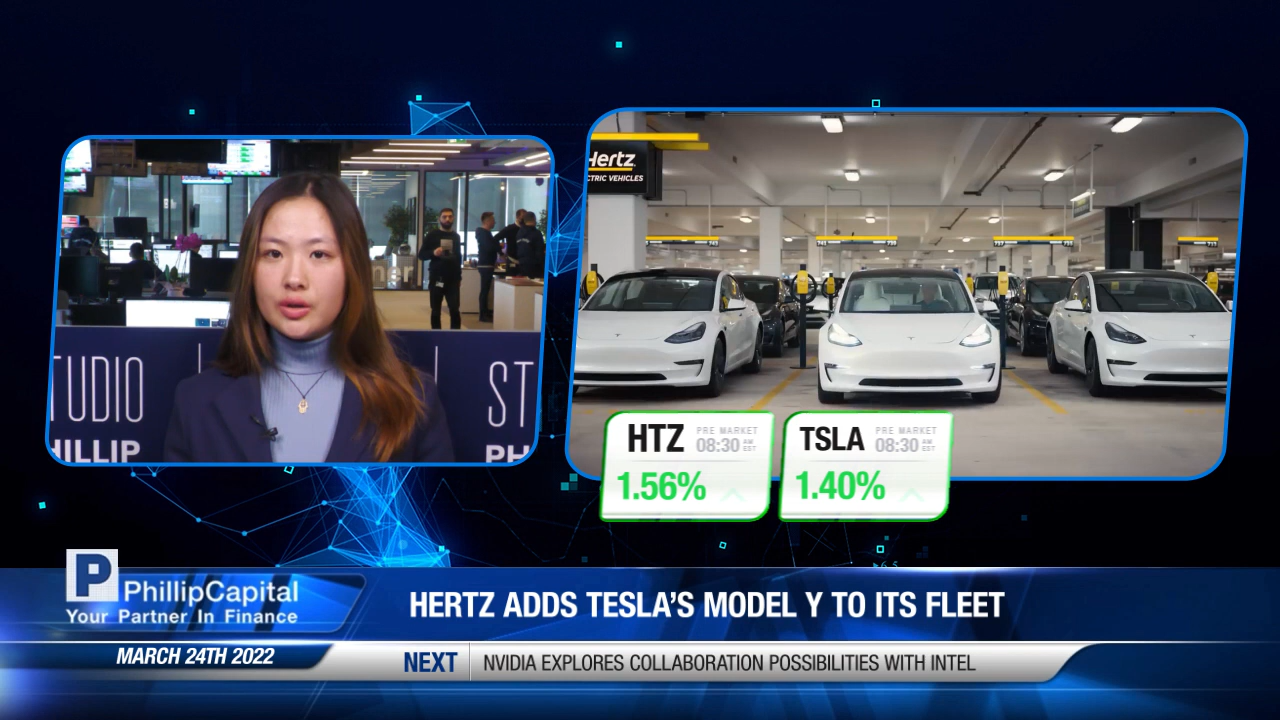 Hertz.
CTRIC VEHICLES
TUDIO
HILLIP
ST
PH
HTZ
PRE MARKET
08:30 AM EST
1.56%
TSLA
PRE MARKET
08:30 AM EST
1.40%
P
PhillipCapital
Your Partner In Finance
HERTZ ADDS TESLA'S MODEL Y TO ITS FLEET
MARCH 24TH 2022
NEXT
NVIDIA EXPLORES COLLABORATION POSSIBILITIES WITH INTEL